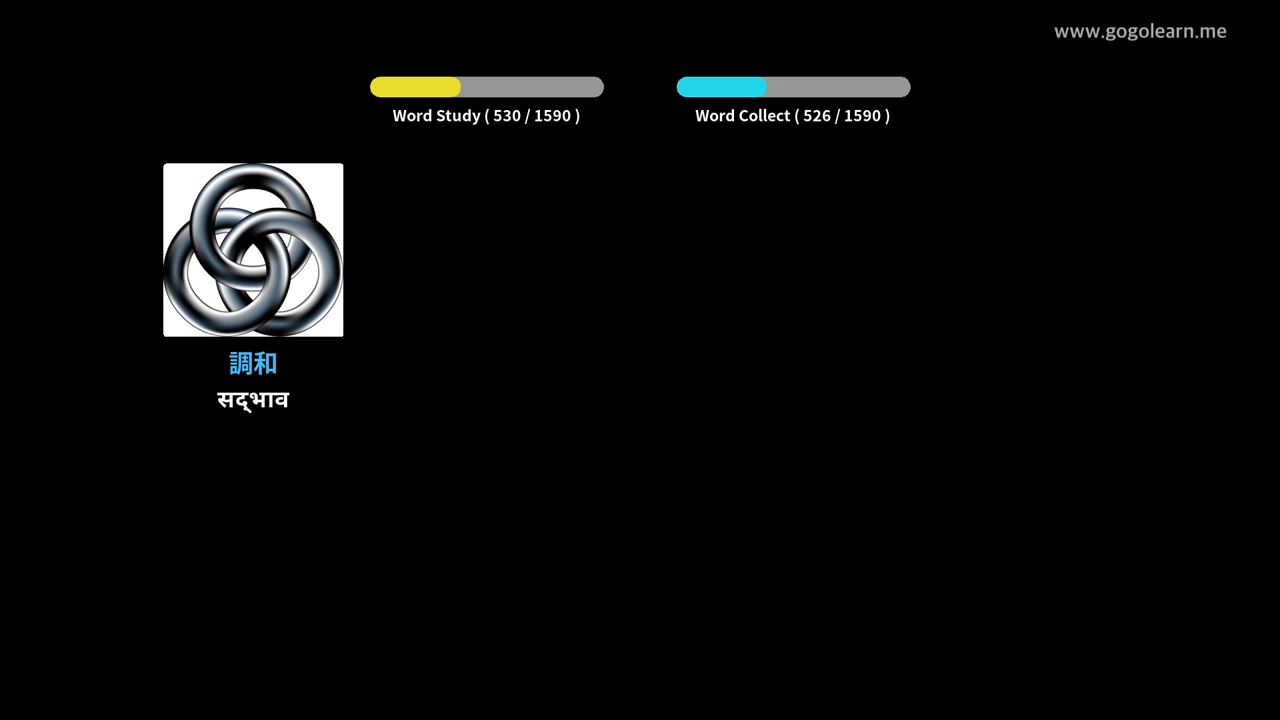 www.gogolearn.me
Word Study ( 530 / 1590 )
Word Collect ( 526 / 1590 )
調和
सद्‌भाव